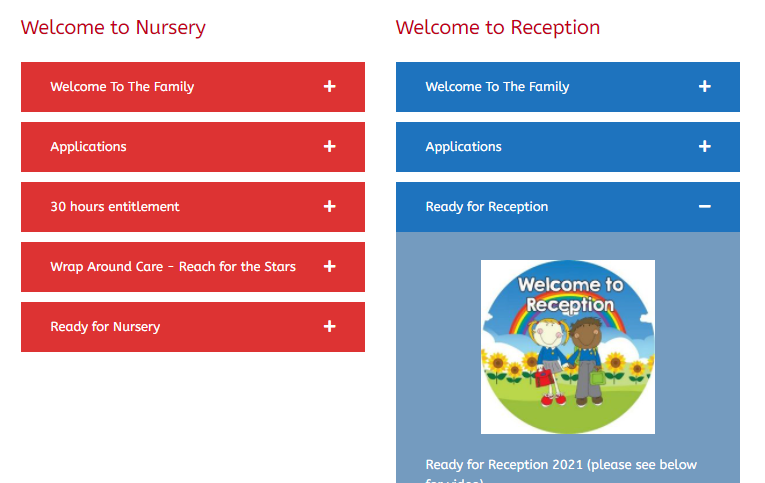 Welcome to Nursery
Welcome To The Family
Applications
30 hours entitlement
Wrap Around Care - Reach for the Stars
Ready for Nursery
Welcome to Reception
Welcome To The Family
Applications
Ready for Reception
Welcome to
Reception
Ready for Reception 2021 (please see below
for video)